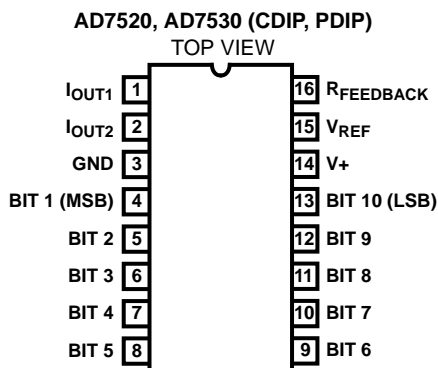 AD7520, AD7530 (CDIP, PDIP)
TOP VIEW
IOUT1 1 16 RFEEDBACK
IOUT2 2 15 VREF
GND 3 14 V+
BIT 1 (MSB) 4 13 BIT 10 (LSB)
BIT 2 5 12 BIT 9
BIT 3 6 11 BIT 8
BIT 4 7 10 BIT 7
BIT 5 8 9 BIT 6